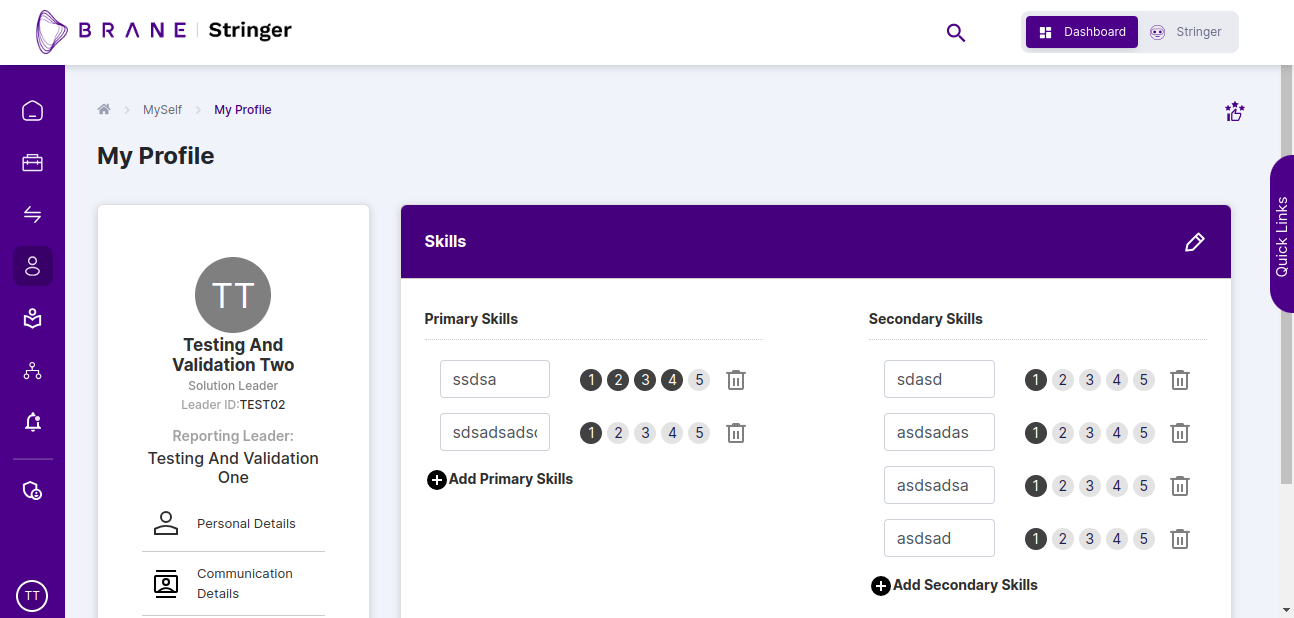 BRANE | Stringer
Dashboard
Stringer
MySelf
My Profile
My Profile
Quick Links
TT
Testing And
Validation Two
Solution Leader
Leader ID:TEST02
Reporting Leader:
Testing And Validation
One
Personal Details
Communication
Details
TT
Skills
Primary Skills
ssdsa 1 2 3 4 5
sdsadsads 1 2 3 4 5
Add Primary Skills
Secondary Skills
sdasd 1 2 3 4 5
asdsadas 1 2 3 4 5
asdsadsa 1 2 3 4 5
asdsad 1 2 3 4 5
Add Secondary Skills